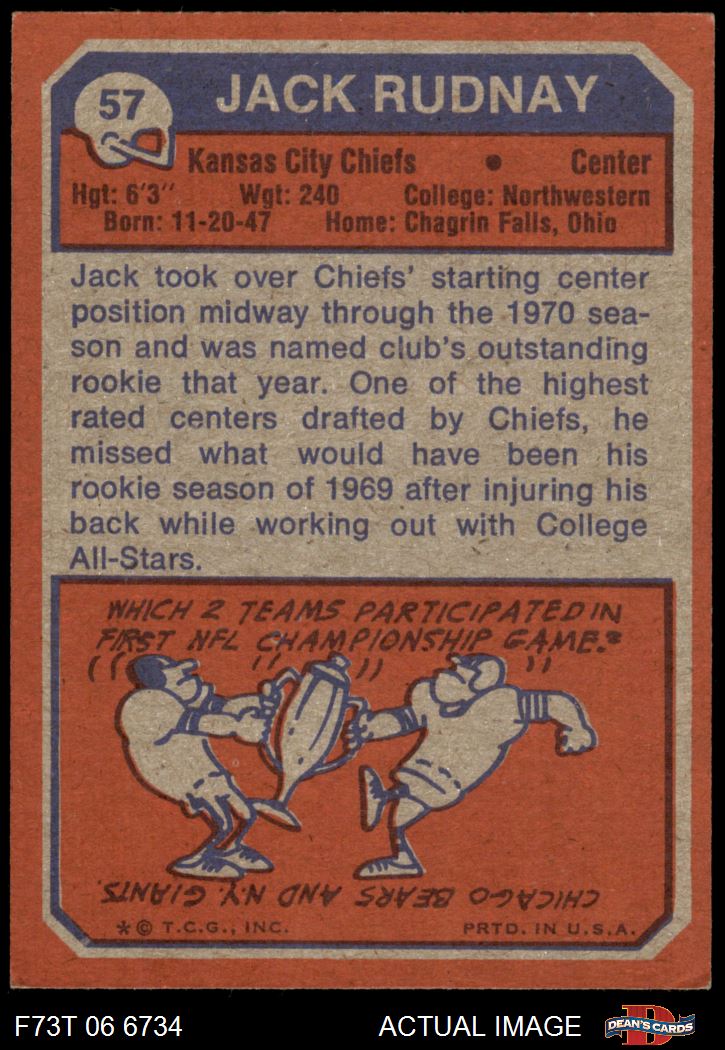 57
JACK RUDNAY
Kansas City Chiefs • Center
Hgt: 6'3" Wgt: 240 College: Northwestern
Born: 11-20-47 Home: Chagrin Falls, Ohio
Jack took over Chiefs' starting center
position midway through the 1970 sea-
son and was named club's outstanding
rookie that year. One of the highest
rated centers drafted by Chiefs, he
missed what would have been his
rookie season of 1969 after injuring his
back while working out with College
All-Stars.
WHICH 2 TEAMS PARTICIPATED IN
FIRST NFL CHAMPIONSHIP GAME?
CHICAGO BEARS AND N.Y. GIANTS.
*© T.C.G., INC. PRTD. IN U.S.A.
F73T 06 6734 ACTUAL IMAGE D DEAN'S CARDS